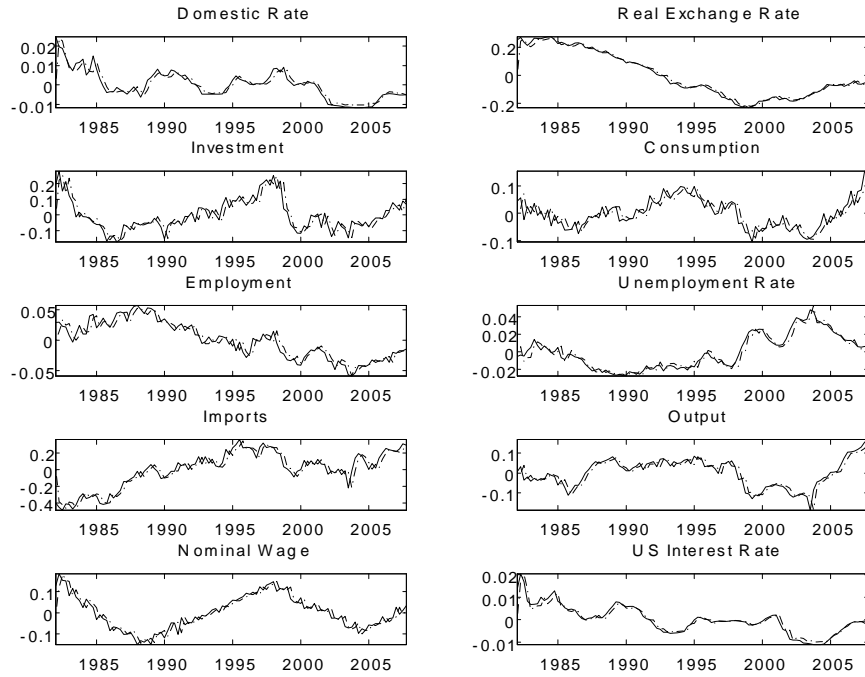 Domestic Rate
0.02
0.01
0
-0.01
1985 1990 1995 2000 2005
Real Exchange Rate
0.2
0
-0.2
1985 1990 1995 2000 2005
Investment
0.2
0.1
0
-0.1
1985 1990 1995 2000 2005
Consumption
0.1
0
-0.1
1985 1990 1995 2000 2005
Employment
0.05
0
-0.05
1985 1990 1995 2000 2005
Unemployment Rate
0.04
0.02
0
-0.02
1985 1990 1995 2000 2005
Imports
0.2
0
-0.2
-0.4
1985 1990 1995 2000 2005
Output
0.1
0
-0.1
1985 1990 1995 2000 2005
Nominal Wage
0.1
0
-0.1
1985 1990 1995 2000 2005
US Interest Rate
0.02
0.01
0
-0.01
1985 1990 1995 2000 2005